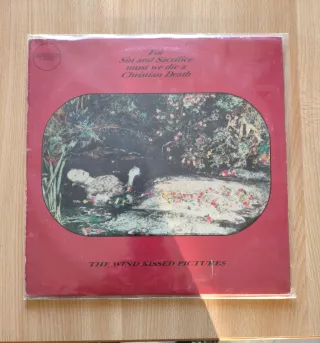 For
Sin and Sacrifice
must we die a
Christian Death
THE WIND KISSED PICTURES